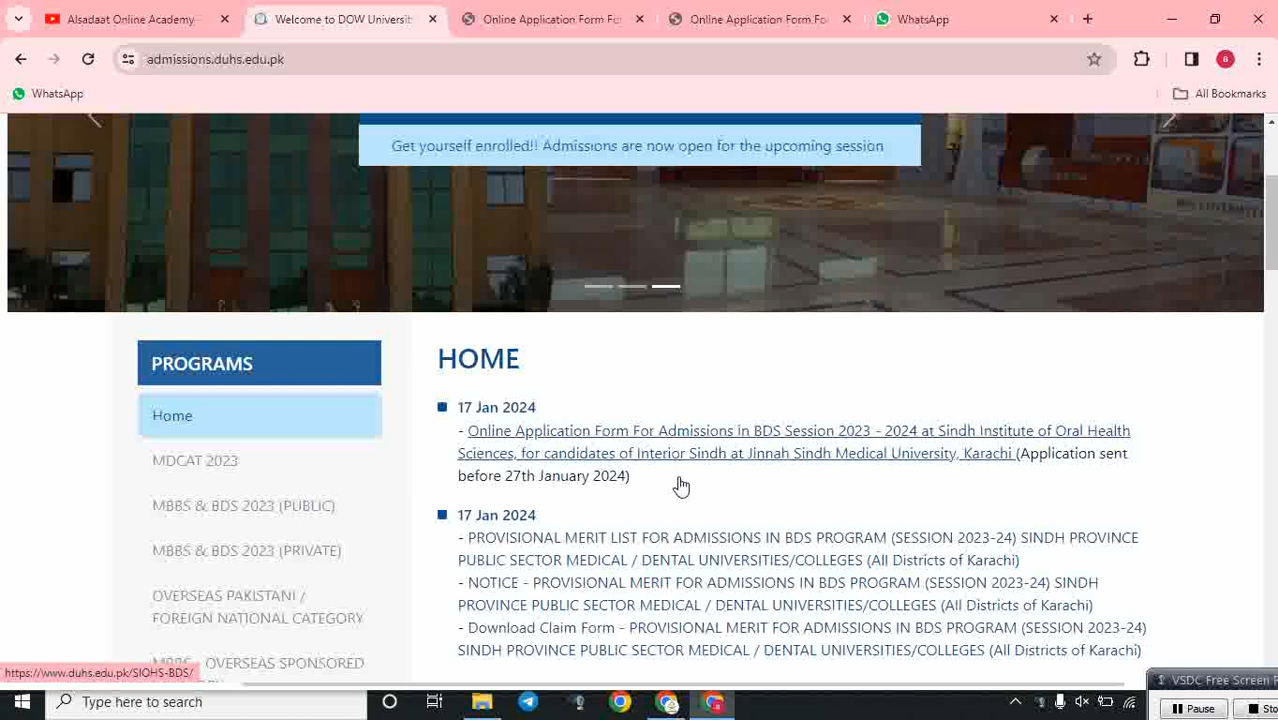 Alsadaat Online Academy
Welcome to DOW Universit
Online Application Form Fo
Online Application Form Fo
WhatsApp
admissions.duhs.edu.pk
a
WhatsApp
All Bookmarks
Get yourself enrolled!! Admissions are now open for the upcoming session
PROGRAMS
Home
MDCAT 2023
MBBS & BDS 2023 (PUBLIC)
MBBS & BDS 2023 (PRIVATE)
OVERSEAS PAKISTANI /
FOREIGN NATIONAL CATEGORY
MBBS - OVERSEAS SPONSORED
HOME
17 Jan 2024
- Online Application Form For Admissions in BDS Session 2023 - 2024 at Sindh Institute of Oral Health
Sciences, for candidates of Interior Sindh at Jinnah Sindh Medical University, Karachi (Application sent
before 27th January 2024)
17 Jan 2024
- PROVISIONAL MERIT LIST FOR ADMISSIONS IN BDS PROGRAM (SESSION 2023-24) SINDH PROVINCE
PUBLIC SECTOR MEDICAL / DENTAL UNIVERSITIES/COLLEGES (All Districts of Karachi)
- NOTICE - PROVISIONAL MERIT FOR ADMISSIONS IN BDS PROGRAM (SESSION 2023-24) SINDH
PROVINCE PUBLIC SECTOR MEDICAL / DENTAL UNIVERSITIES/COLLEGES (All Districts of Karachi)
- Download Claim Form - PROVISIONAL MERIT FOR ADMISSIONS IN BDS PROGRAM (SESSION 2023-24)
SINDH PROVINCE PUBLIC SECTOR MEDICAL / DENTAL UNIVERSITIES/COLLEGES (All Districts of Karachi)
https://www.duhs.edu.pk/SIOHS-BDS/
VSDC Free Screen
Pause
Sto
Type here to search